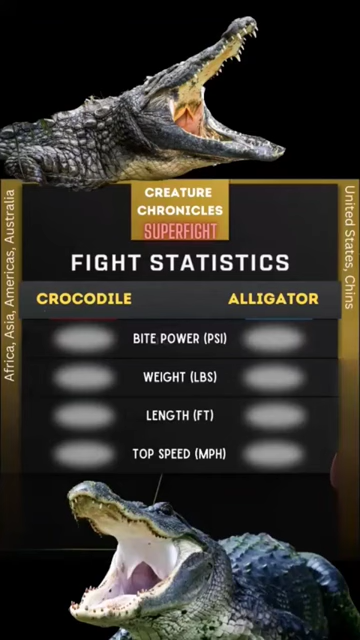 CREATURE
CHRONICLES
SUPERFIGHT
FIGHT STATISTICS
CROCODILE ALLIGATOR
BITE POWER (PSI)
WEIGHT (LBS)
LENGTH (FT)
TOP SPEED (MPH)
Africa, Asia, Americas, Australia
United States, Chins